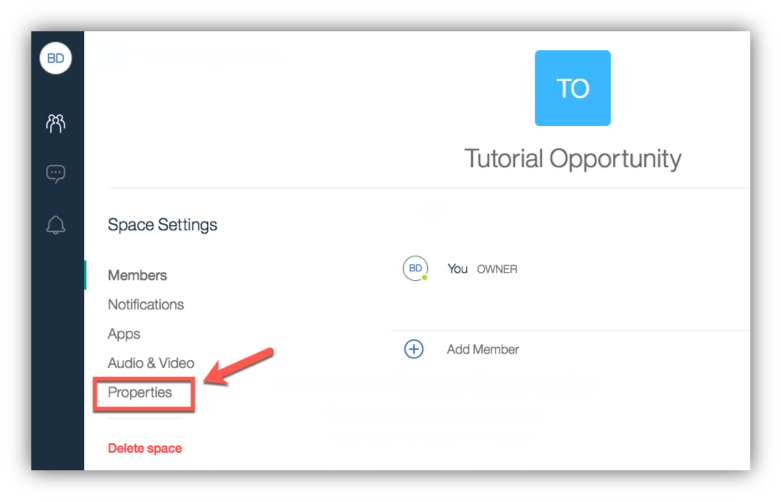 BD
TO
Tutorial Opportunity
Space Settings
Members
Notifications
Apps
Audio & Video
Properties
Delete space
BD
You OWNER
Add Member